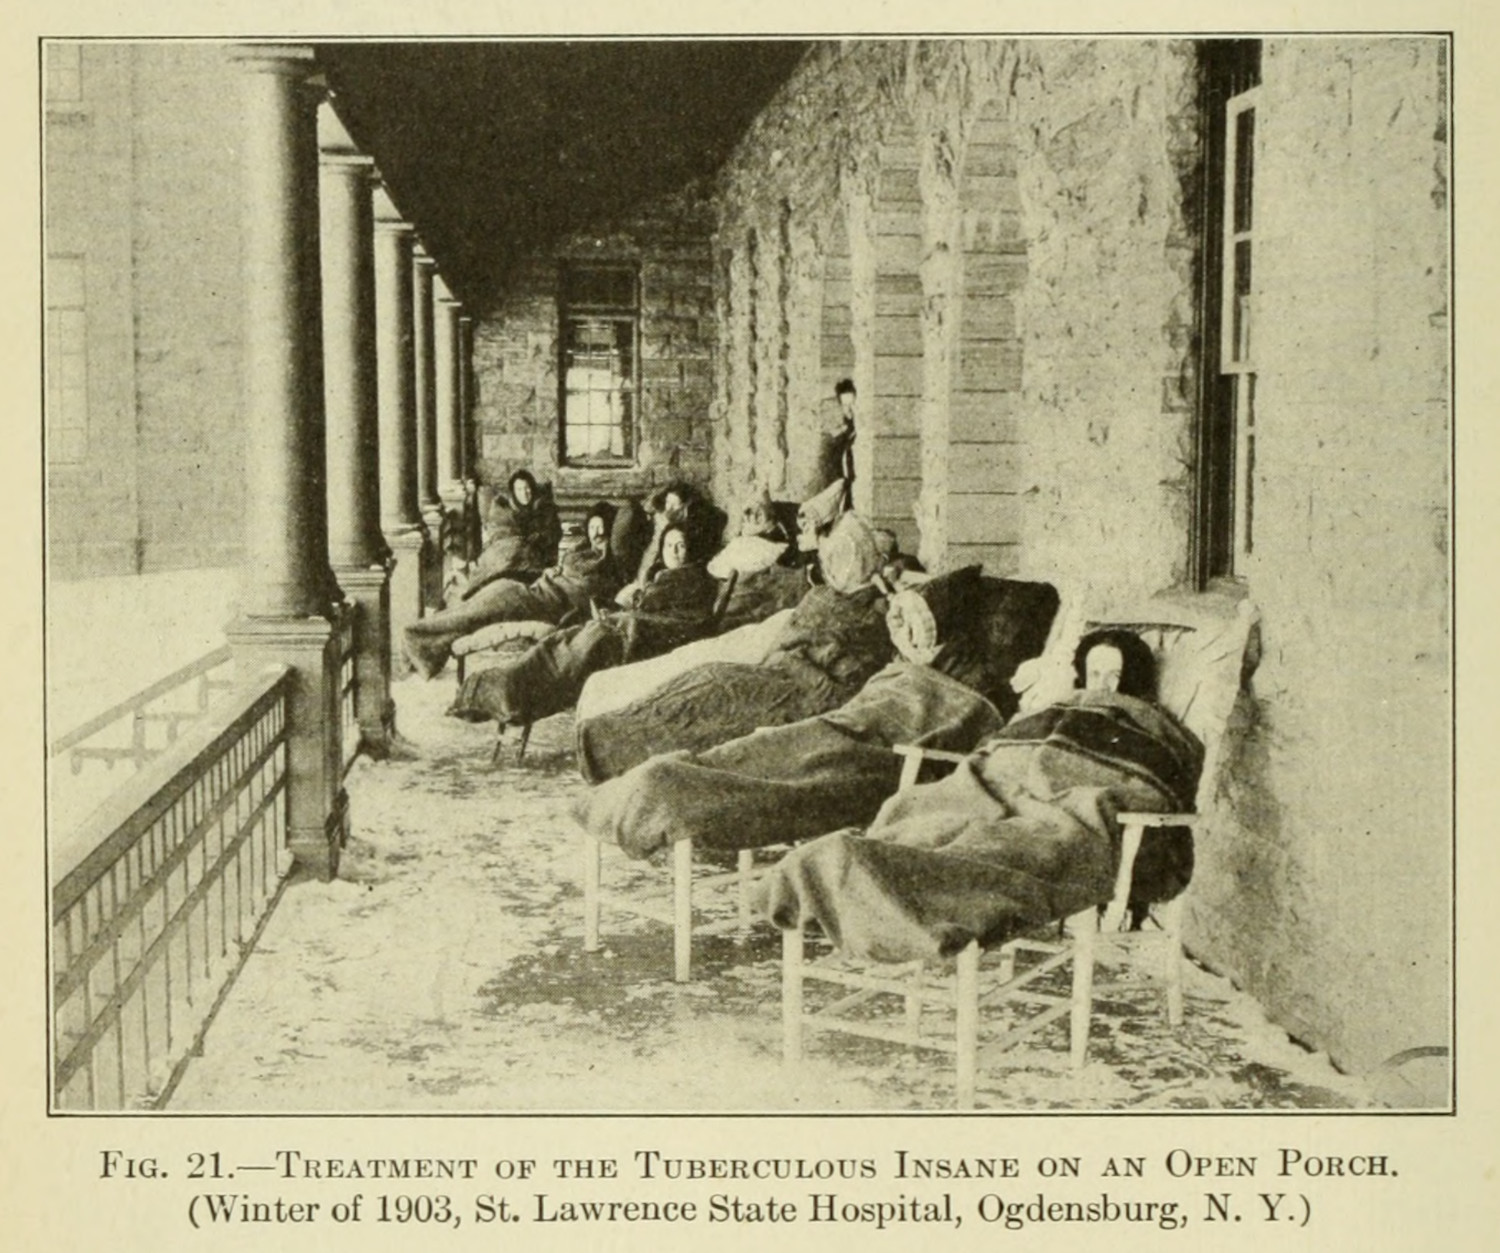 Fig. 21.—Treatment of the Tuberculous Insane on an Open Porch.
(Winter of 1903, St. Lawrence State Hospital, Ogdensburg, N. Y.)